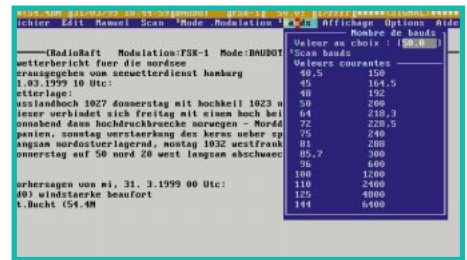 ichier Edit Manuel Scan Mode Modulation ds Affichage Options Aide
Nombre de bauds
Valeur au choix : [50.0 ]
Scan bauds
Valeurs courantes
40,5 150
45 164,5
48 192
50 200
64 218,3
72 228,5
75 240
81 288
85.7 300
96 600
100 1200
110 2400
125 4800
144 6400
(RadioRaft Modulation:FSK-1 Mode:BAUDOT
wetterbericht fuer die nordsee
erausgegeben vom seewetterdienst hamburg
1.03.1999 10 Utc:
etterlage:
usslandhoch 1027 donnerstag mit hochkeil 1023 n
ieser verbindet sich freitag mit einem hoch bei
onnabend dann hochdruckbruecke norwegen - Nordd
panien, sonntag verstaerkung des kerns ueber sp
angsam nordostverlagernd, montag 1032 westfrank
onnerstag auf 50 nord 20 west langsam abschwaec
orhersagen von mi, 31. 3.1999 00 Utc:
d0) windstaerke beaufort
t.Bucht (54.4N